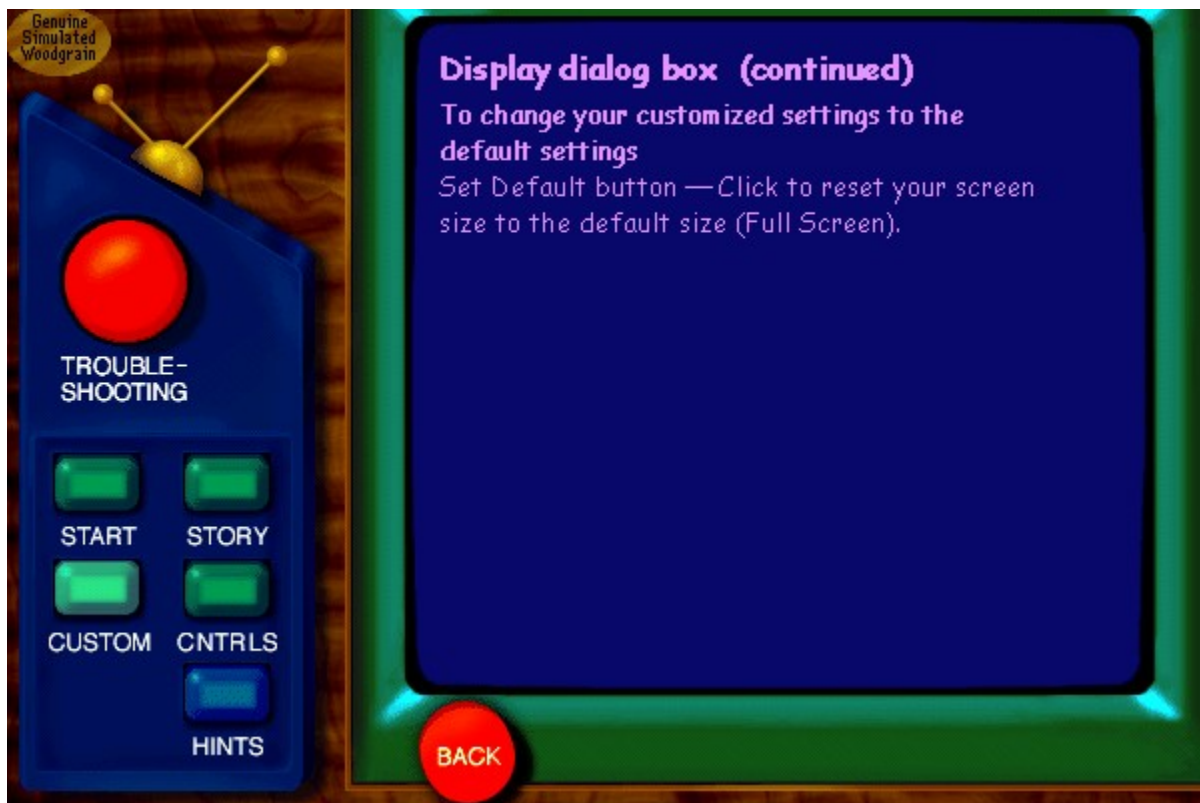 Genuine
Simulated
Woodgrain
TROUBLE-
SHOOTING
START
STORY
CUSTOM
CNTRLS
HINTS
Display dialog box (continued)
To change your customized settings to the
default settings
Set Default button — Click to reset your screen
size to the default size (Full Screen).
BACK